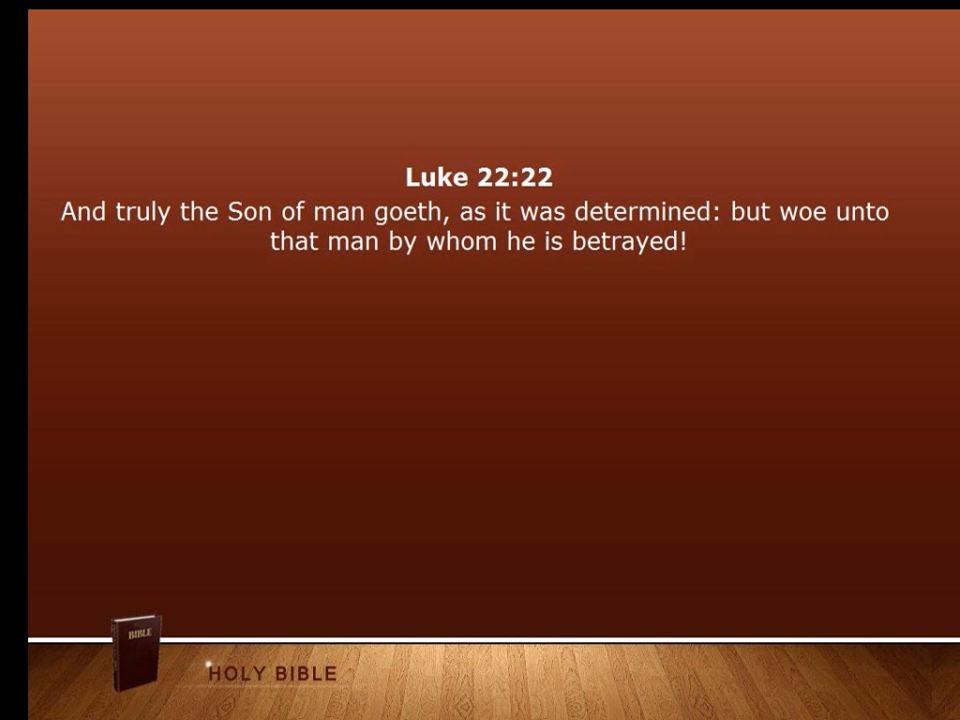 Luke 22:22
And truly the Son of man goeth, as it was determined: but woe unto
that man by whom he is betrayed!
BIBLE
HOLY BIBLE